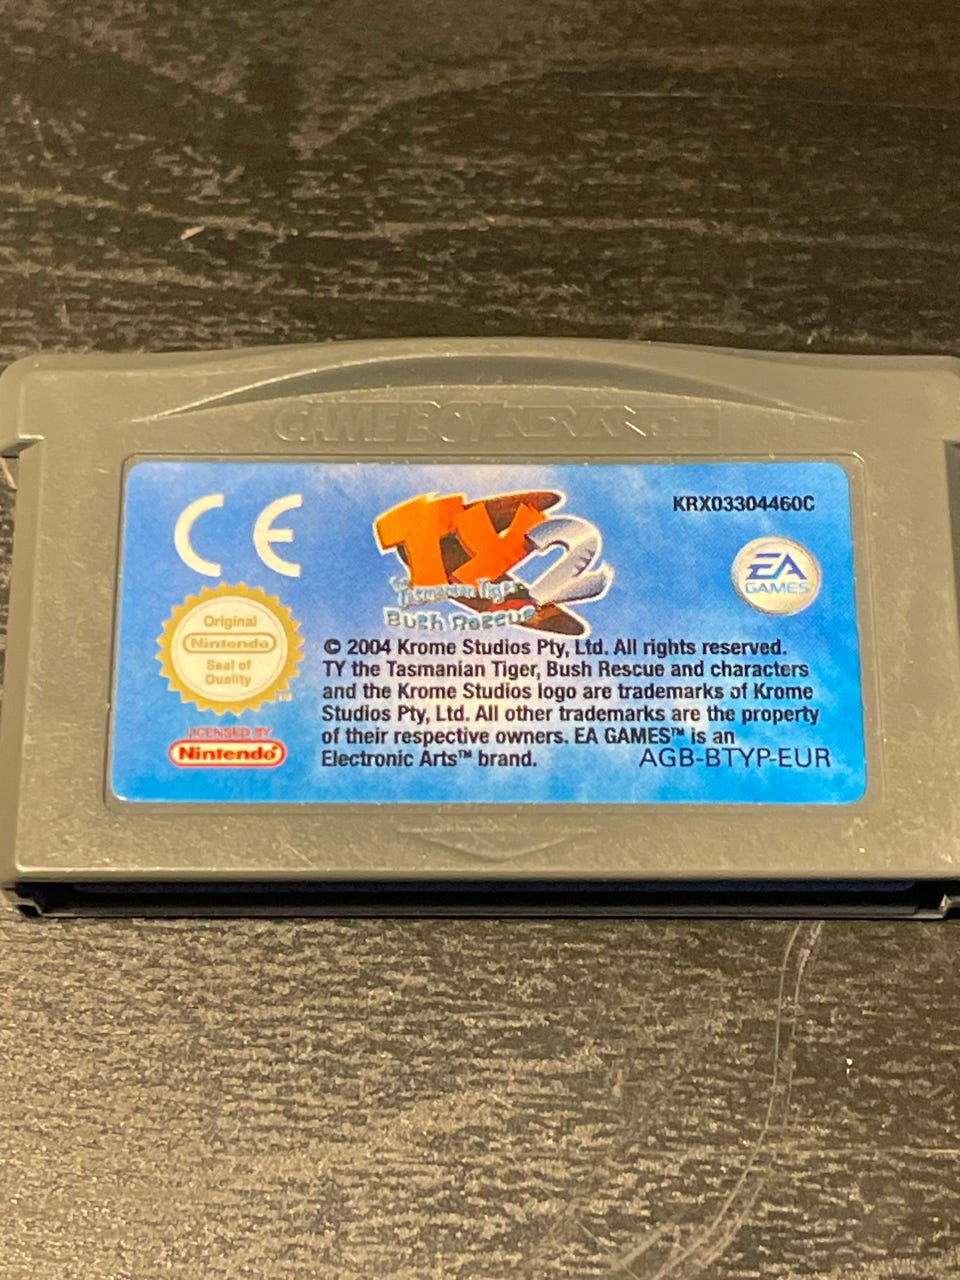 GAME BOY ADVANCE
CE
KRX03304460C
TY2
the Tasmanian Tiger
Bush Rescue
EA
GAMES
Original
Nintendo
Seal of
Quality
TM
LICENSED BY
Nintendo®
© 2004 Krome Studios Pty, Ltd. All rights reserved.
TY the Tasmanian Tiger, Bush Rescue and characters
and the Krome Studios logo are trademarks of Krome
Studios Pty, Ltd. All other trademarks are the property
of their respective owners. EA GAMES™ is an
Electronic Arts™ brand.
AGB-BTYP-EUR